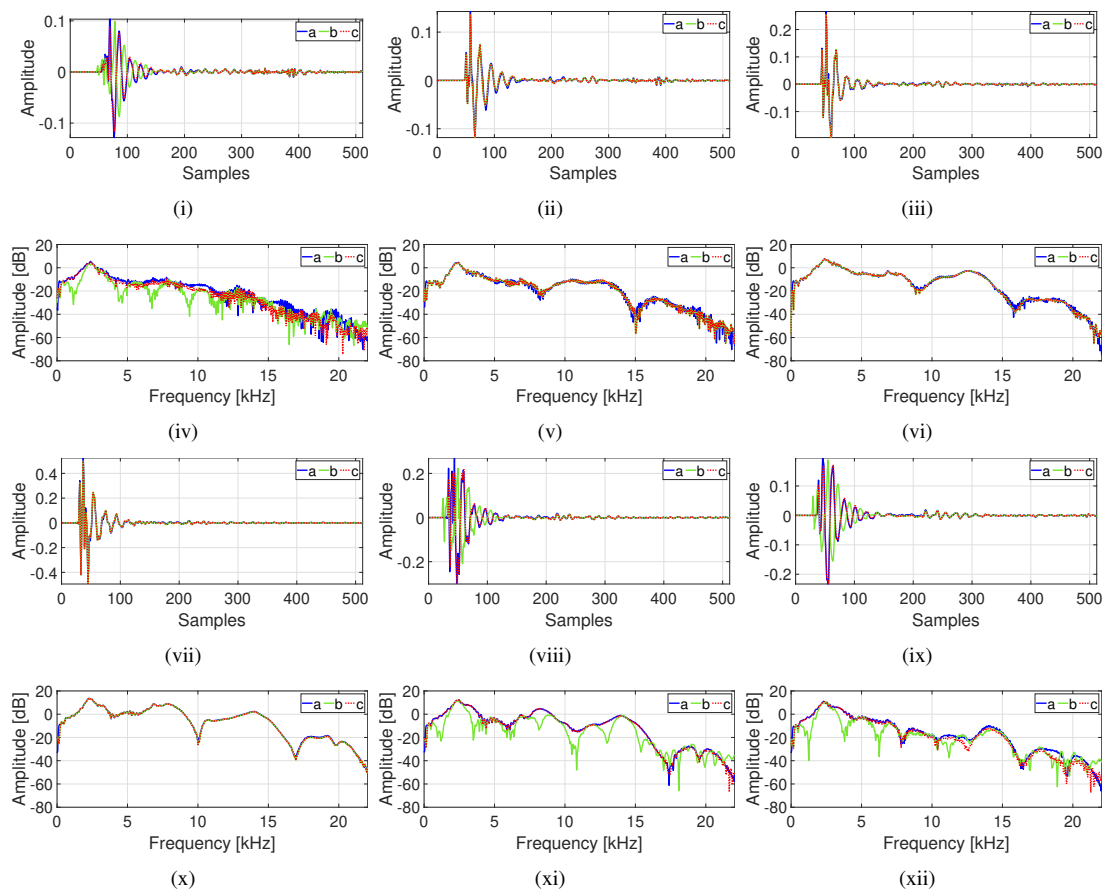 0.1 0 -0.1 Amplitude a b c 0 100 200 300 400 500 Samples
0.1 0 -0.1 Amplitude a b c 0 100 200 300 400 500 Samples
0.2 0.1 0 -0.1 Amplitude a b c 0 100 200 300 400 500 Samples
(i) (ii) (iii)
20 0 -20 -40 -60 -80 Amplitude [dB] a b c 0 5 10 15 20 Frequency [kHz]
20 0 -20 -40 -60 -80 Amplitude [dB] a b c 0 5 10 15 20 Frequency [kHz]
20 0 -20 -40 -60 -80 Amplitude [dB] a b c 0 5 10 15 20 Frequency [kHz]
(iv) (v) (vi)
0.4 0.2 0 -0.2 -0.4 Amplitude a b c 0 100 200 300 400 500 Samples
0.2 0 -0.2 Amplitude a b c 0 100 200 300 400 500 Samples
0.1 0 -0.1 -0.2 Amplitude a b c 0 100 200 300 400 500 Samples
(vii) (viii) (ix)
20 0 -20 -40 -60 -80 Amplitude [dB] a b c 0 5 10 15 20 Frequency [kHz]
20 0 -20 -40 -60 -80 Amplitude [dB] a b c 0 5 10 15 20 Frequency [kHz]
20 0 -20 -40 -60 -80 Amplitude [dB] a b c 0 5 10 15 20 Frequency [kHz]
(x) (xi) (xii)